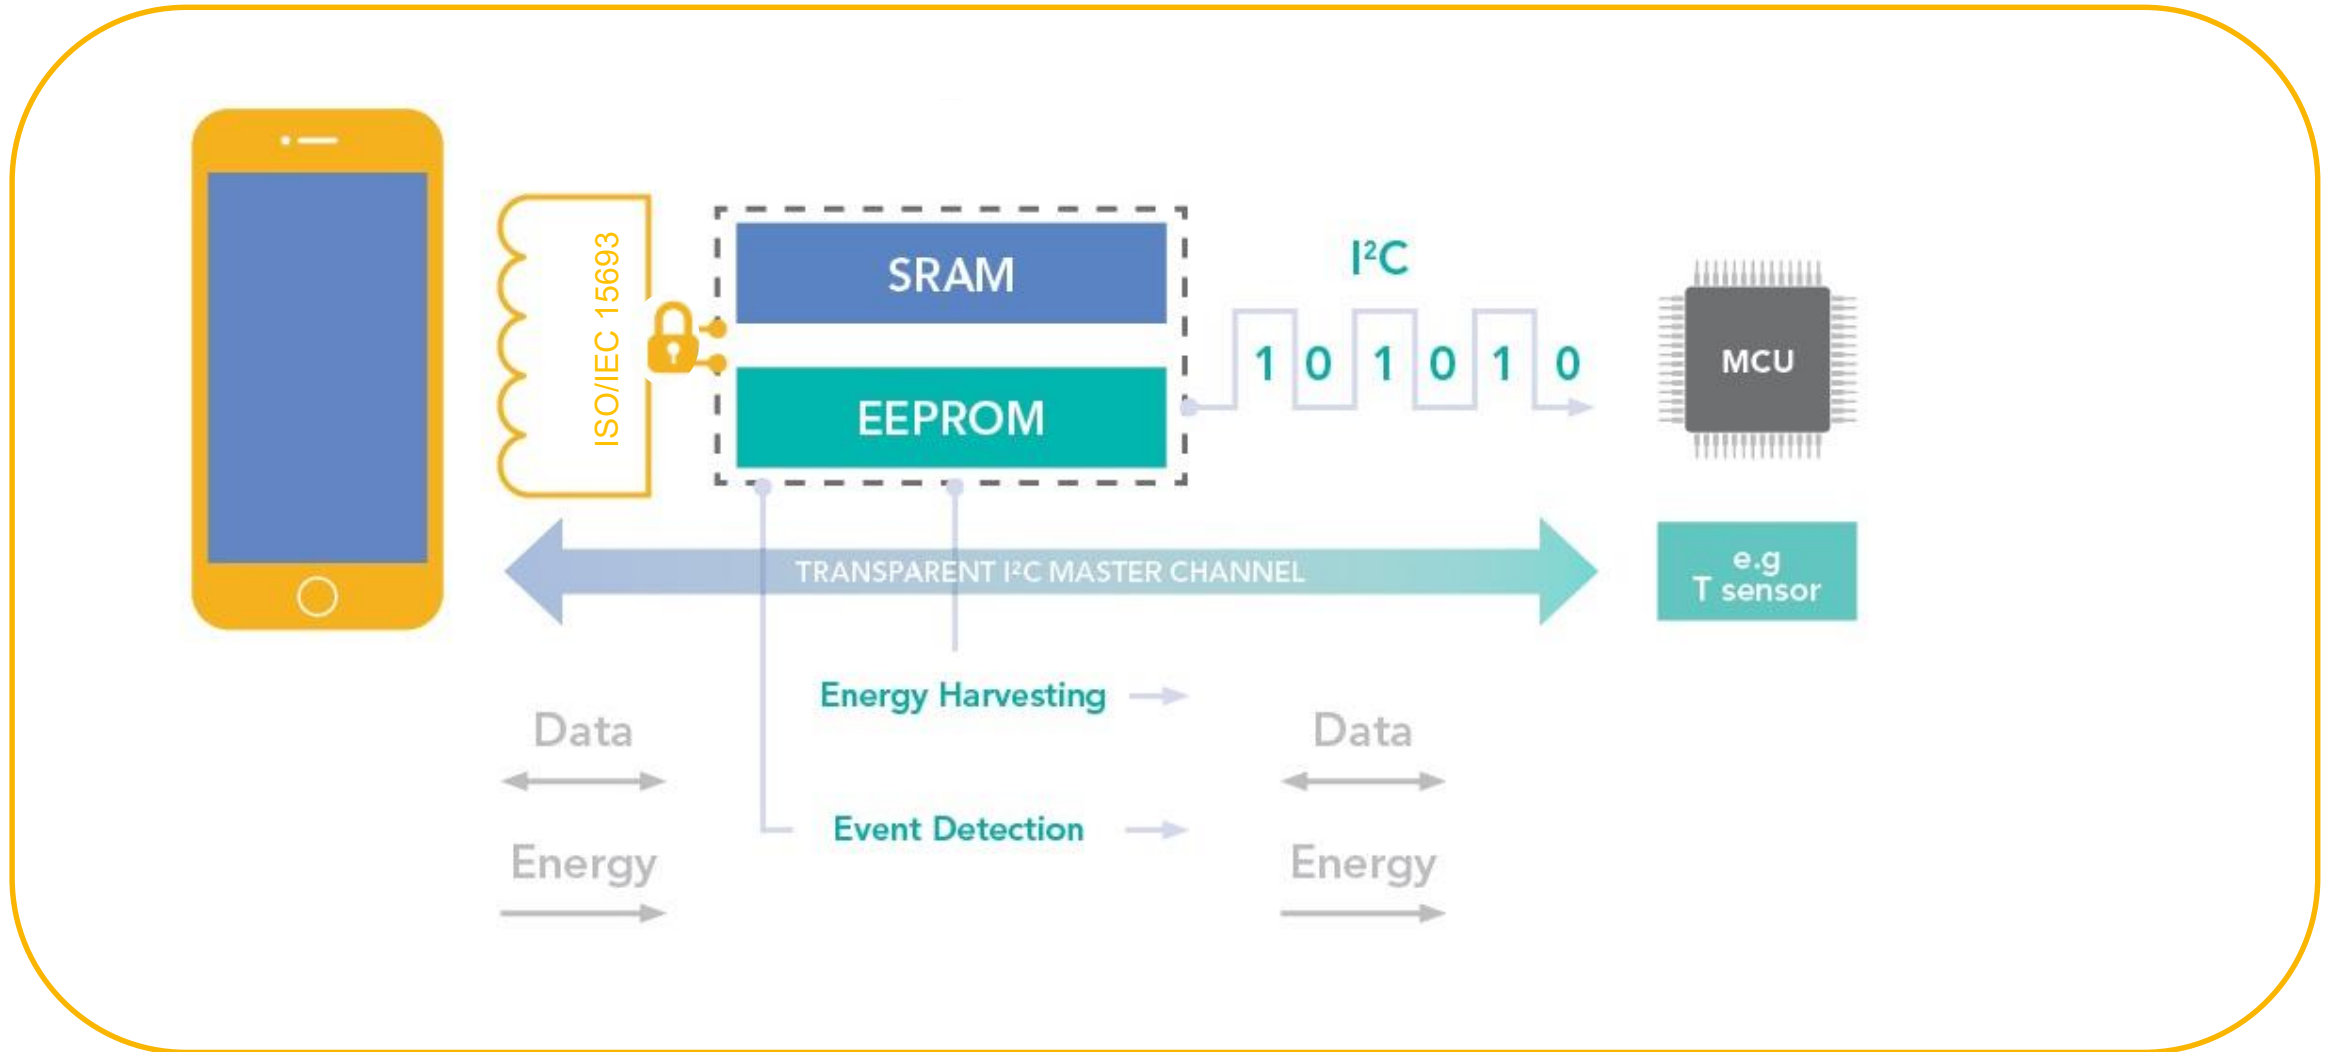 ISO/IEC 15693
SRAM
EEPROM
I²C
1 0 1 0 1 0
MCU
TRANSPARENT I²C MASTER CHANNEL
e.g
T sensor
Energy Harvesting
Data
Data
Event Detection
Energy
Energy